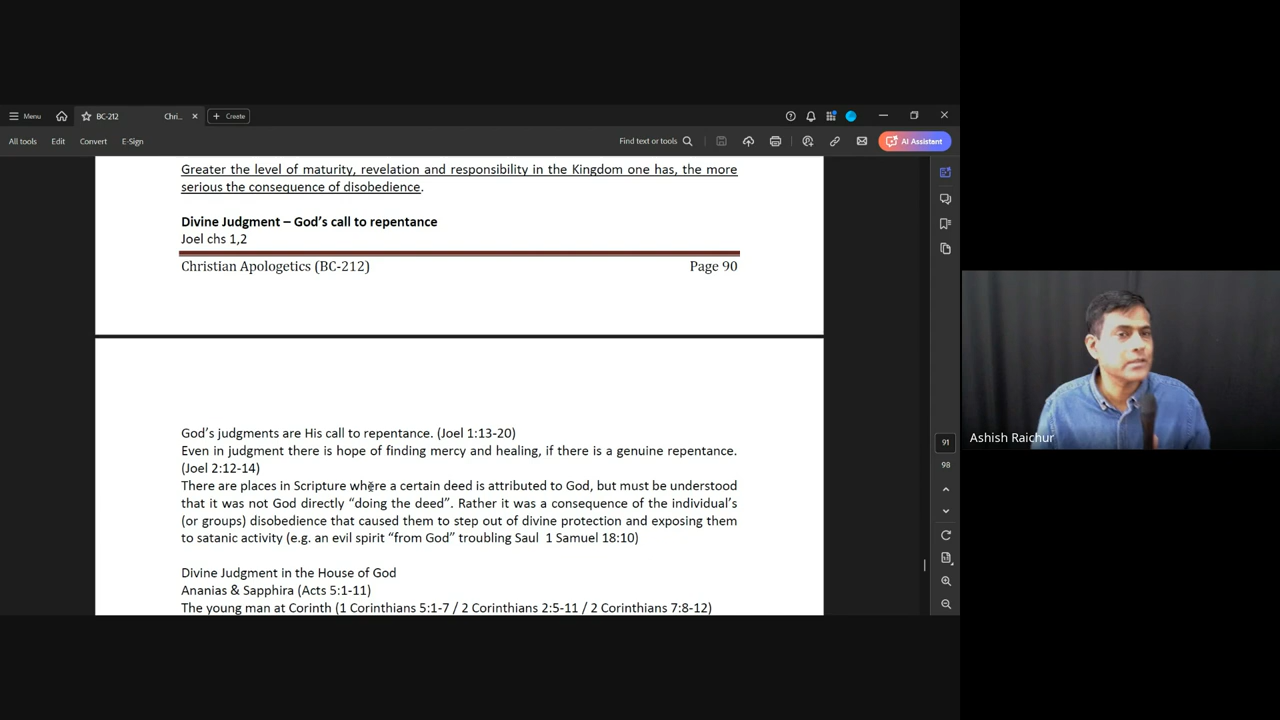 Menu
BC-212
Chri...
Create
All tools
Edit
Convert
E-Sign
Find text or tools
AI Assistant
Greater the level of maturity, revelation and responsibility in the Kingdom one has, the more
serious the consequence of disobedience.
Divine Judgment – God's call to repentance
Joel chs 1,2
Christian Apologetics (BC-212)
Page 90
God's judgments are His call to repentance. (Joel 1:13-20)
Even in judgment there is hope of finding mercy and healing, if there is a genuine repentance.
(Joel 2:12-14)
There are places in Scripture where a certain deed is attributed to God, but must be understood
that it was not God directly “doing the deed”. Rather it was a consequence of the individual's
(or groups) disobedience that caused them to step out of divine protection and exposing them
to satanic activity (e.g. an evil spirit “from God” troubling Saul 1 Samuel 18:10)
Divine Judgment in the House of God
Ananias & Sapphira (Acts 5:1-11)
The young man at Corinth (1 Corinthians 5:1-7 / 2 Corinthians 2:5-11 / 2 Corinthians 7:8-12)
91
98
Ashish Raichur